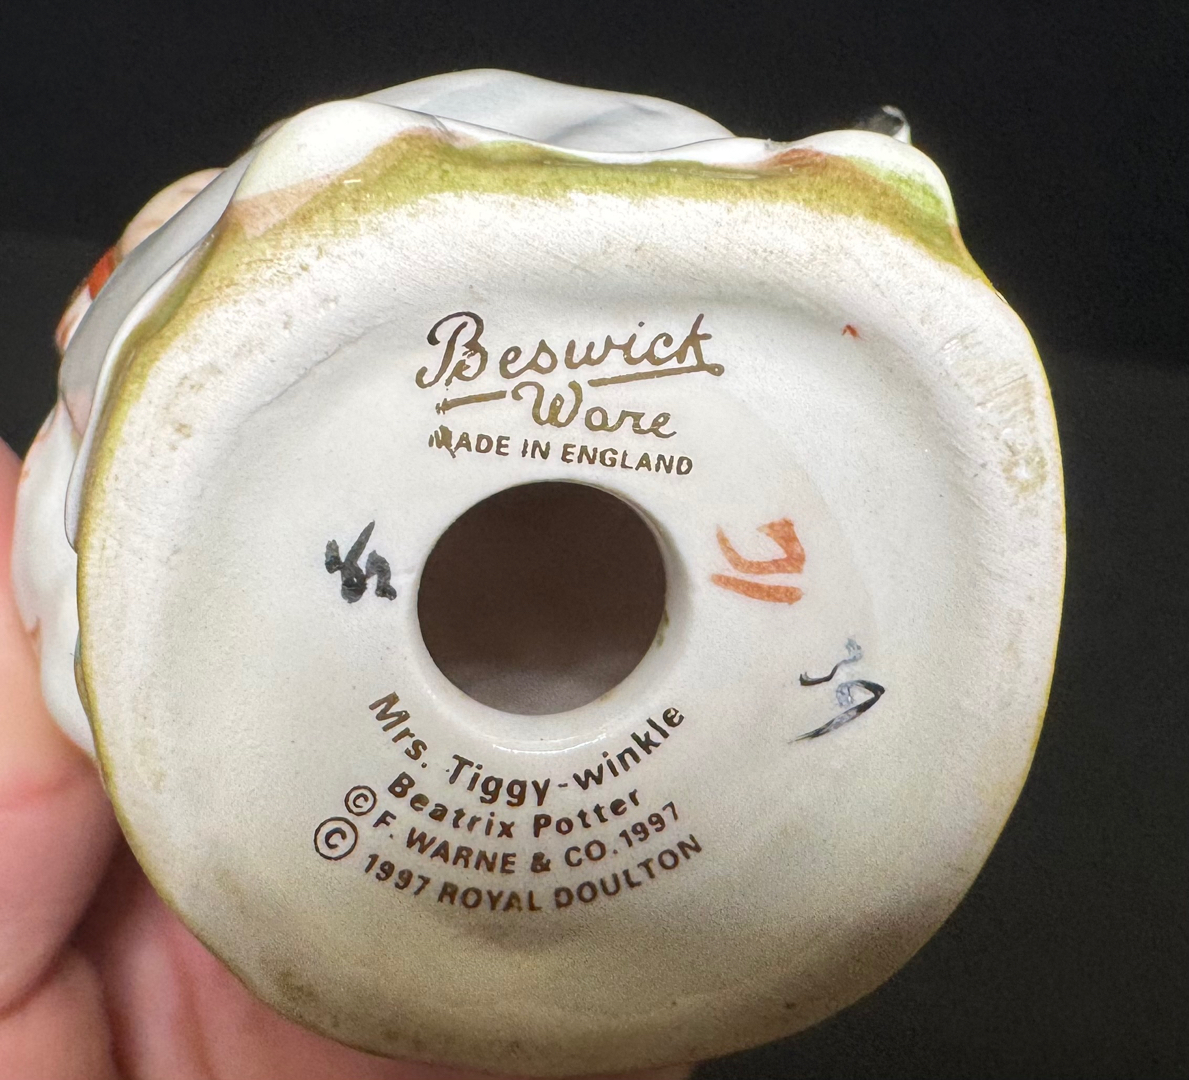 Beswick
Ware
MADE IN ENGLAND
Mrs. Tiggy-winkle
Beatrix Potter
© F. WARNE & CO. 1997
© 1997 ROYAL DOULTON